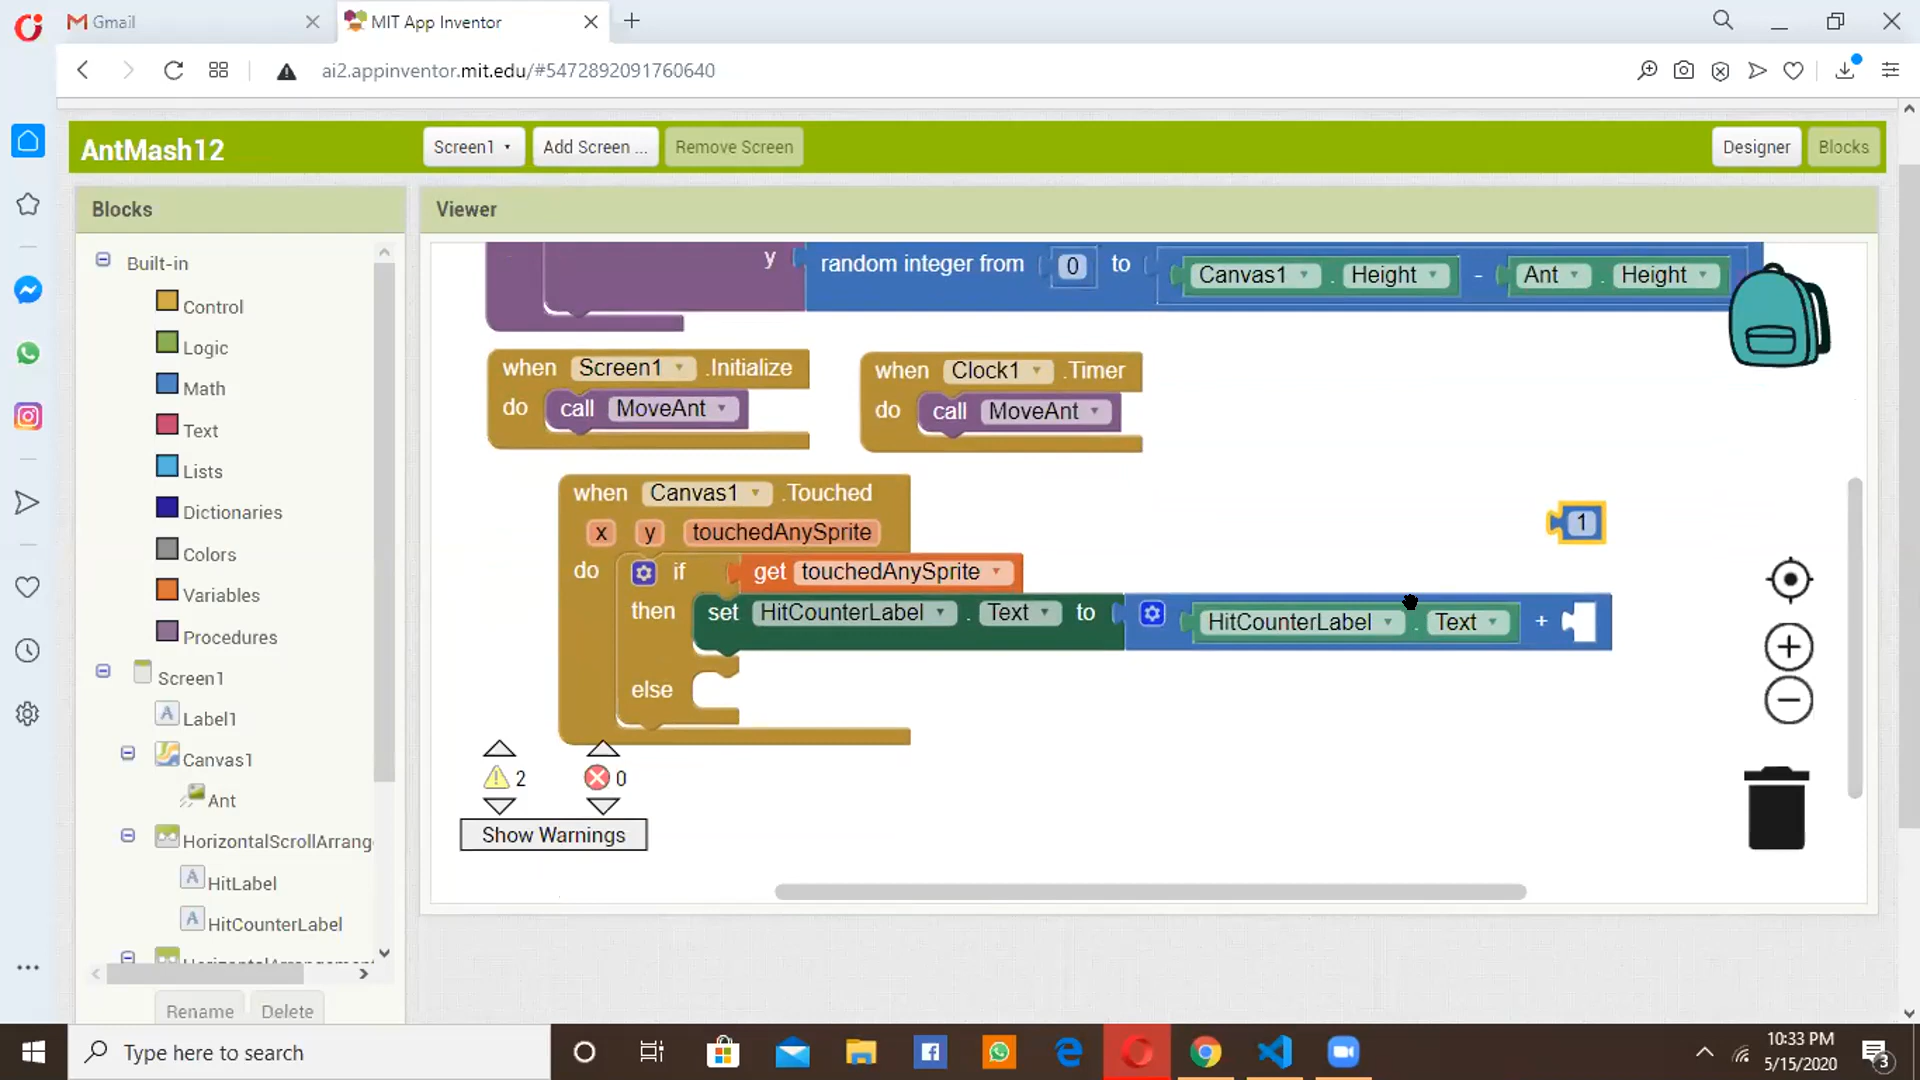 Gmail
MIT App Inventor
ai2.appinventor.mit.edu/#5472892091760640
AntMash12
Screen1
Add Screen ...
Remove Screen
Designer
Blocks
Blocks
Viewer
Built-in
Control
Logic
Math
Text
Lists
Dictionaries
Colors
Variables
Procedures
Screen1
Label1
Canvas1
Ant
HorizontalScrollArrang
HitLabel
HitCounterLabel
HorizontalArrangement
Rename
Delete
y random integer from 0 to Canvas1 . Height - Ant . Height
when Screen1 .Initialize
do call MoveAnt
when Clock1 .Timer
do call MoveAnt
when Canvas1 .Touched
x y touchedAnySprite
do if get touchedAnySprite
then set HitCounterLabel . Text to HitCounterLabel . Text +
else
1
2
0
Show Warnings
Type here to search
10:33 PM
5/15/2020
3